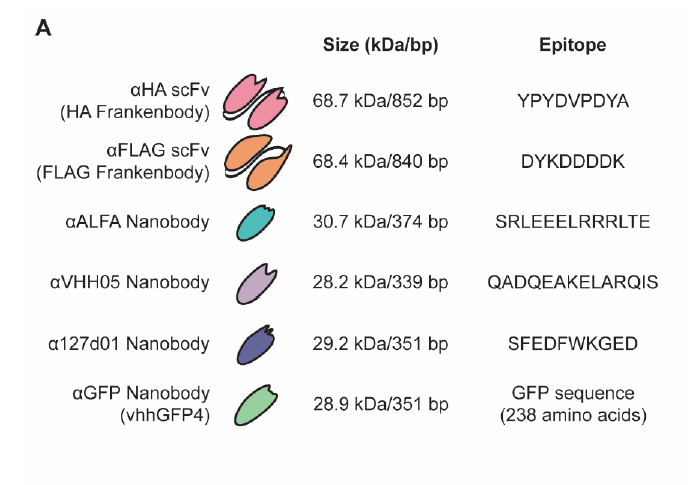 A
Size (kDa/bp) Epitope
αHA scFv
(HA Frankenbody) 68.7 kDa/852 bp YPYDVPDYA
αFLAG scFv
(FLAG Frankenbody) 68.4 kDa/840 bp DYKDDDDK
αALFA Nanobody 30.7 kDa/374 bp SRLEEELRRRLTE
αVHH05 Nanobody 28.2 kDa/339 bp QADQEAKELARQIS
α127d01 Nanobody 29.2 kDa/351 bp SFEDFWKGED
αGFP Nanobody
(vhhGFP4) 28.9 kDa/351 bp GFP sequence
(238 amino acids)